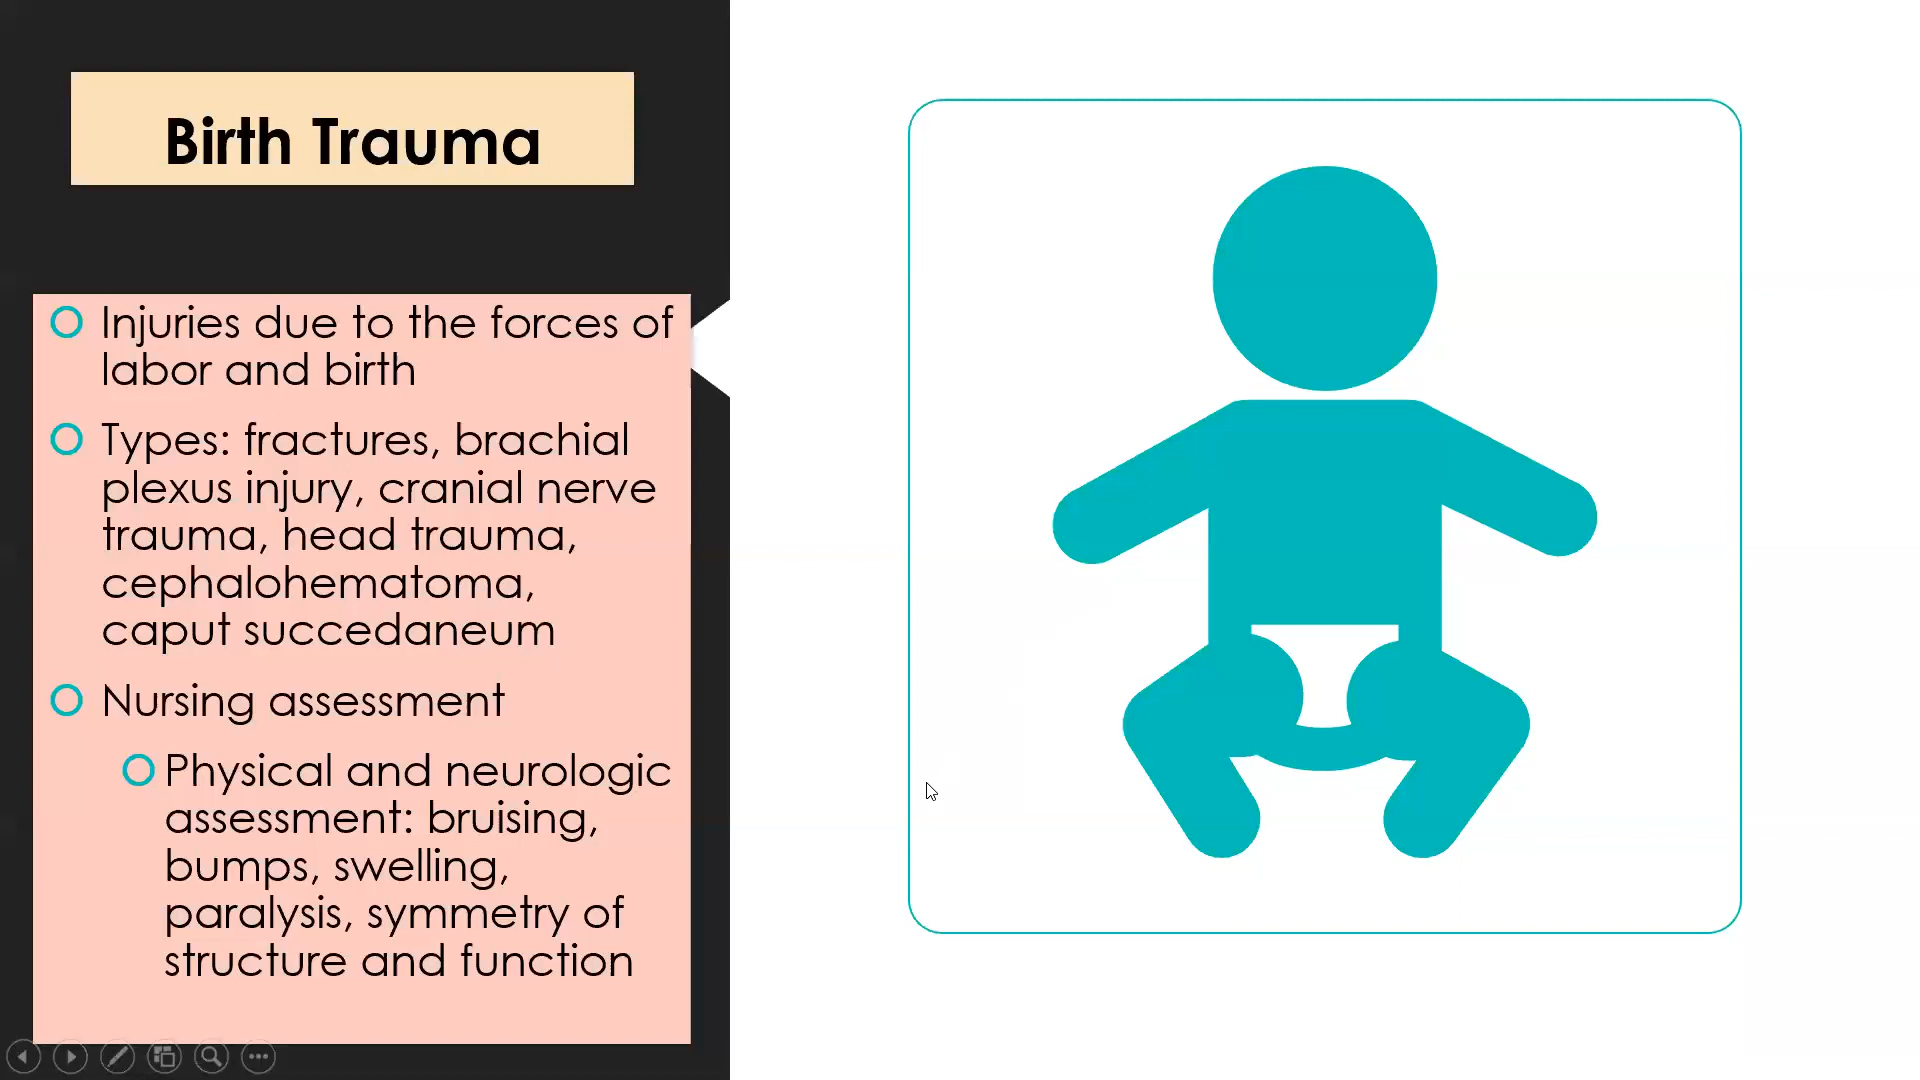 Birth Trauma
Injuries due to the forces of
labor and birth
Types: fractures, brachial
plexus injury, cranial nerve
trauma, head trauma,
cephalohematoma,
caput succedaneum
Nursing assessment
Physical and neurologic
assessment: bruising,
bumps, swelling,
paralysis, symmetry of
structure and function